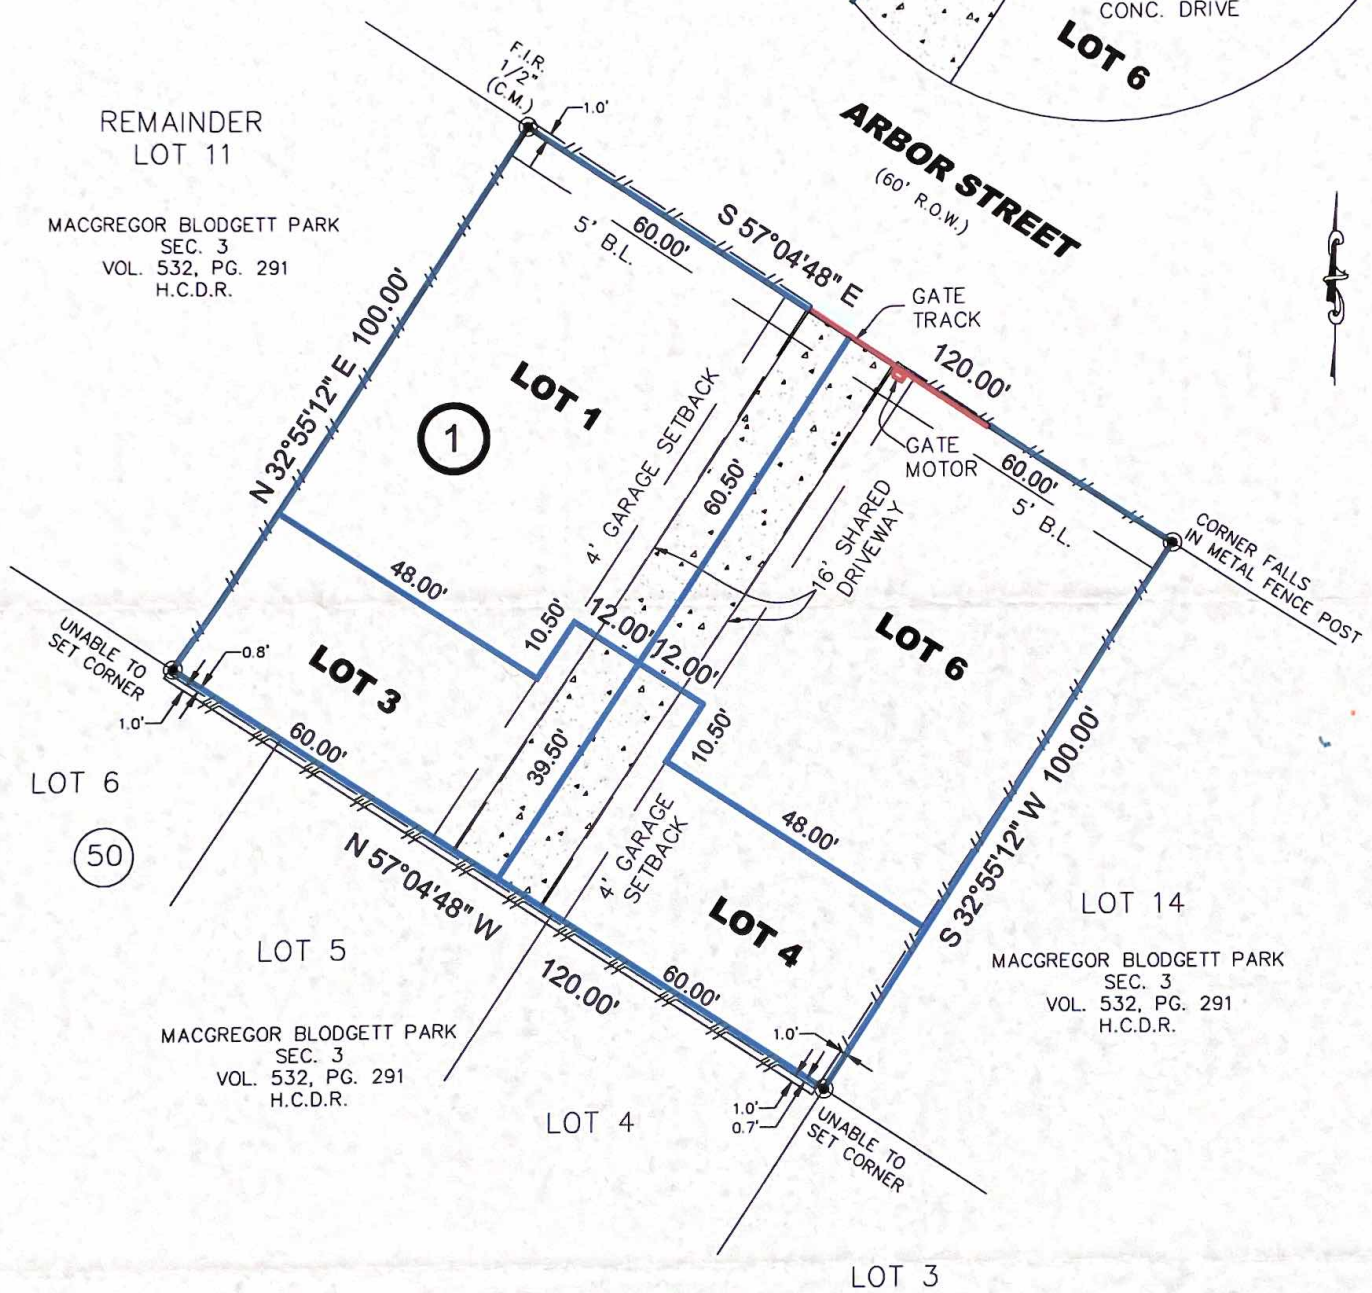 CONC. DRIVE
LOT 6
F.I.R.
1/2"
(C.M.)
1.0'
REMAINDER
LOT 11
MACGREGOR BLODGETT PARK
SEC. 3
VOL. 532, PG. 291
H.C.D.R.
ARBOR STREET
(60' R.O.W.)
S 57°04'48" E
60.00'
5' B.L.
GATE
TRACK
120.00'
N 32°55'12" E 100.00'
LOT 1
1
4' GARAGE SETBACK
60.50'
GATE
MOTOR
60.00'
5' B.L.
16' SHARED
DRIVEWAY
CORNER FALLS
IN METAL FENCE POST
48.00'
10.50'
12.00'
12.00'
LOT 6
UNABLE TO
SET CORNER
0.8'
1.0'
LOT 3
60.00'
39.50'
10.50'
LOT 6
50
N 57°04'48" W
120.00'
4' GARAGE
SETBACK
48.00'
S 32°55'12" W 100.00'
LOT 4
60.00'
LOT 14
MACGREGOR BLODGETT PARK
SEC. 3
VOL. 532, PG. 291
H.C.D.R.
LOT 5
MACGREGOR BLODGETT PARK
SEC. 3
VOL. 532, PG. 291
H.C.D.R.
1.0'
1.0'
0.7'
LOT 4
UNABLE TO
SET CORNER
LOT 3